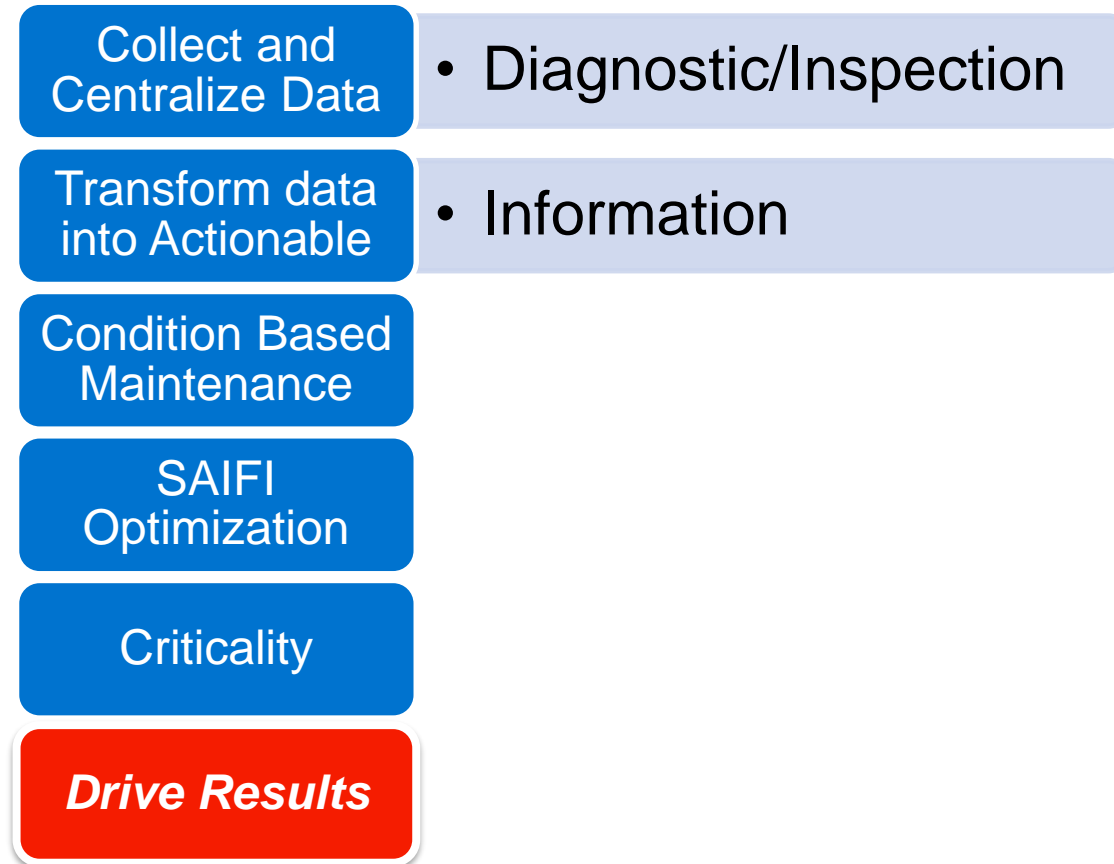 Collect and
Centralize Data
• Diagnostic/Inspection
Transform data
into Actionable
• Information
Condition Based
Maintenance
SAIFI
Optimization
Criticality
Drive Results